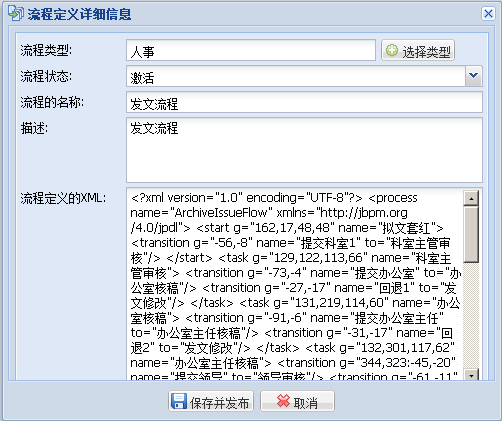 流程定义详细信息
流程类型: 人事 选择类型
流程状态: 激活
流程的名称: 发文流程
描述: 发文流程
流程定义的XML: <?xml version="1.0" encoding="UTF-8"?> <process
name="ArchiveIssueFlow" xmlns="http://jbpm.org
/4.0/jpdl"> <start g="162,17,48,48" name="拟文套红">
<transition g="-56,-8" name="提交科室1" to="科室主管审
核"/> </start> <task g="129,122,113,66" name="科室主
管审核"> <transition g="-73,-4" name="提交办公室" to="办
公室核稿"/> <transition g="-27,-17" name="回退1" to="发
文修改"/> </task> <task g="131,219,114,60" name="办公
室核稿"> <transition g="-91,-6" name="提交办公室主任"
to="办公室主任核稿"/> <transition g="-31,-17" name="回
退2" to="发文修改"/> </task> <task g="132,301,117,62"
name="办公室主任核稿"> <transition g="344,323:-45,-20"
name="提交领导" to="领导审核"/> <transition g="-61,-11"
保存并发布 取消